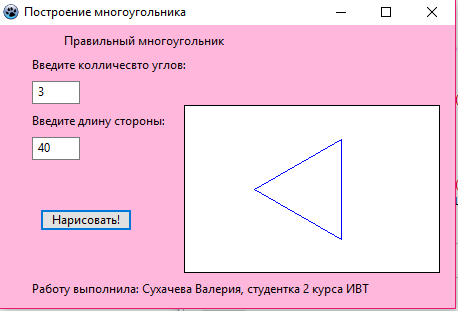 Построение многоугольника
Правильный многоугольник
Введите колличесвто углов:
3
Введите длину стороны:
40
Нарисовать!
Работу выполнила: Сухачева Валерия, студентка 2 курса ИВТ